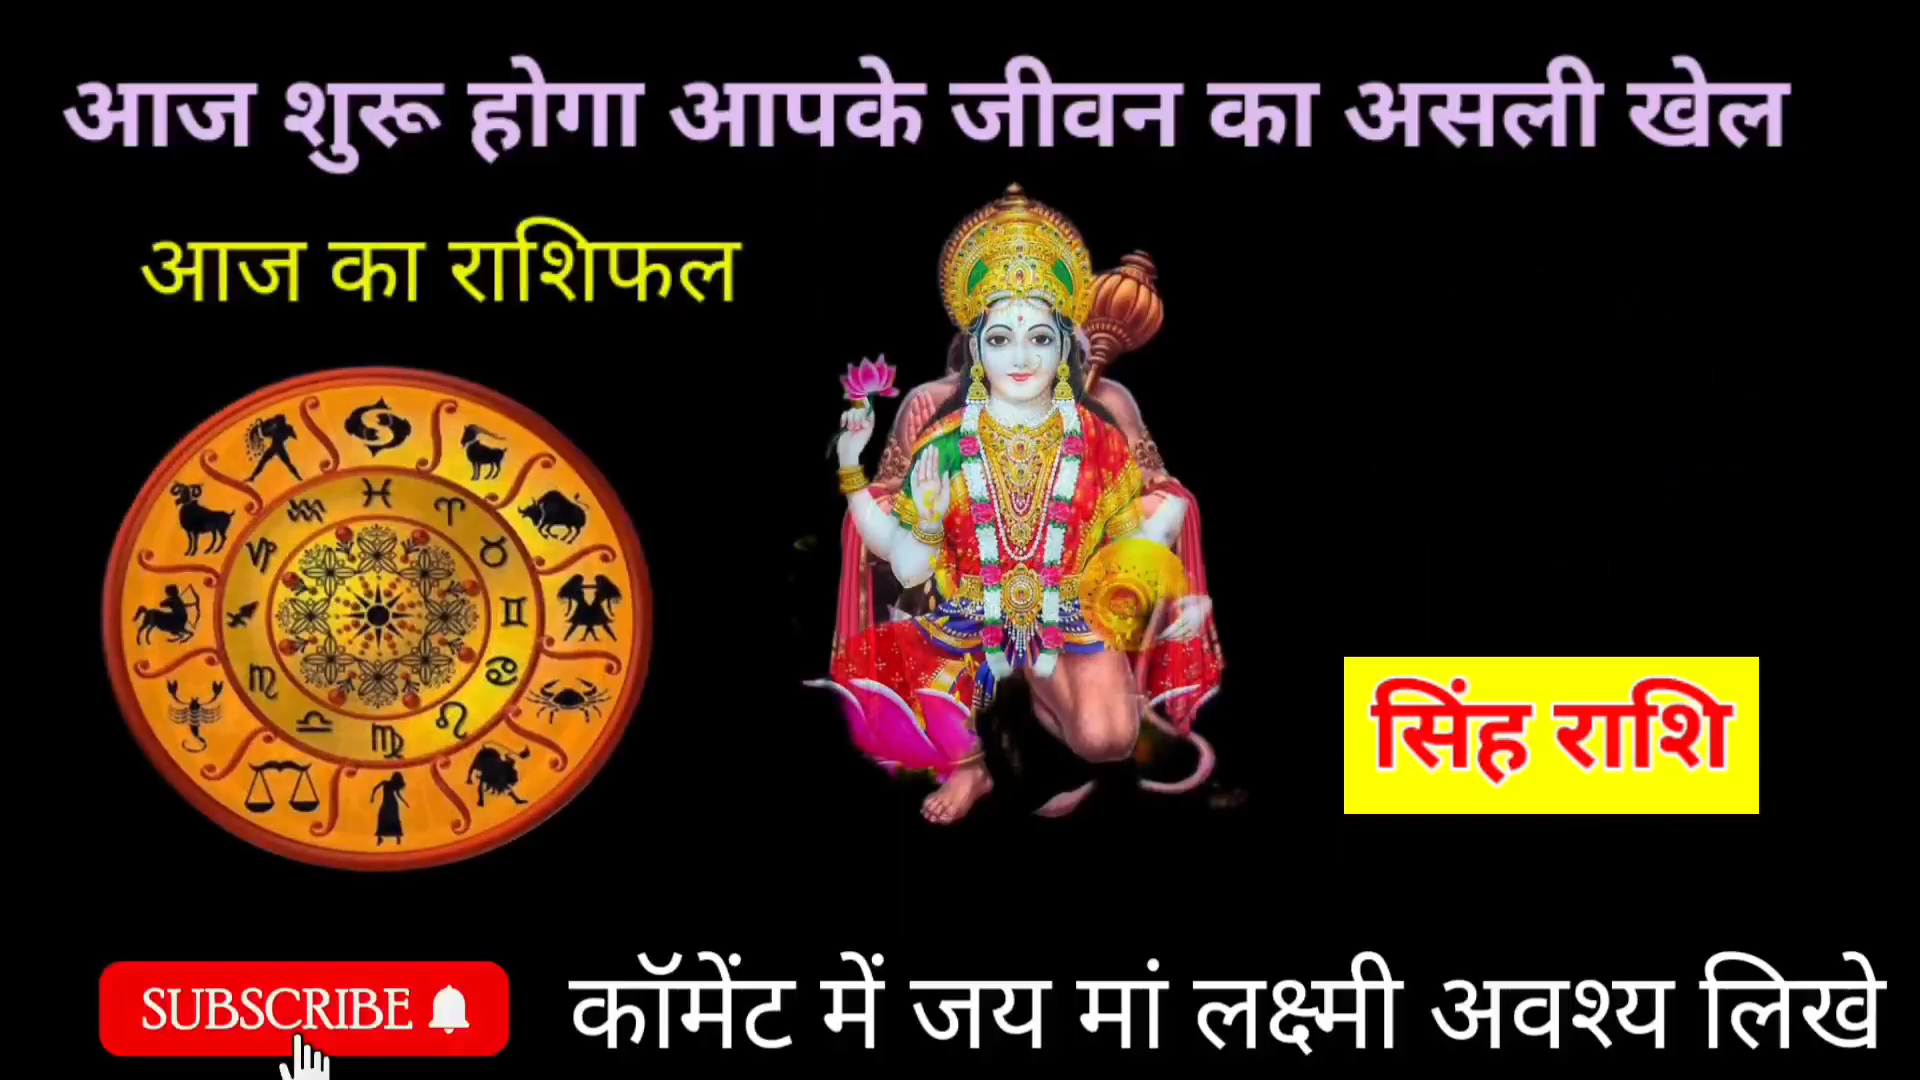 आज शुरू होगा आपके जीवन का असली खेल
आज का राशिफल
सिंह राशि
SUBSCRIBE
कॉमेंट में जय मां लक्ष्मी अवश्य लिखे